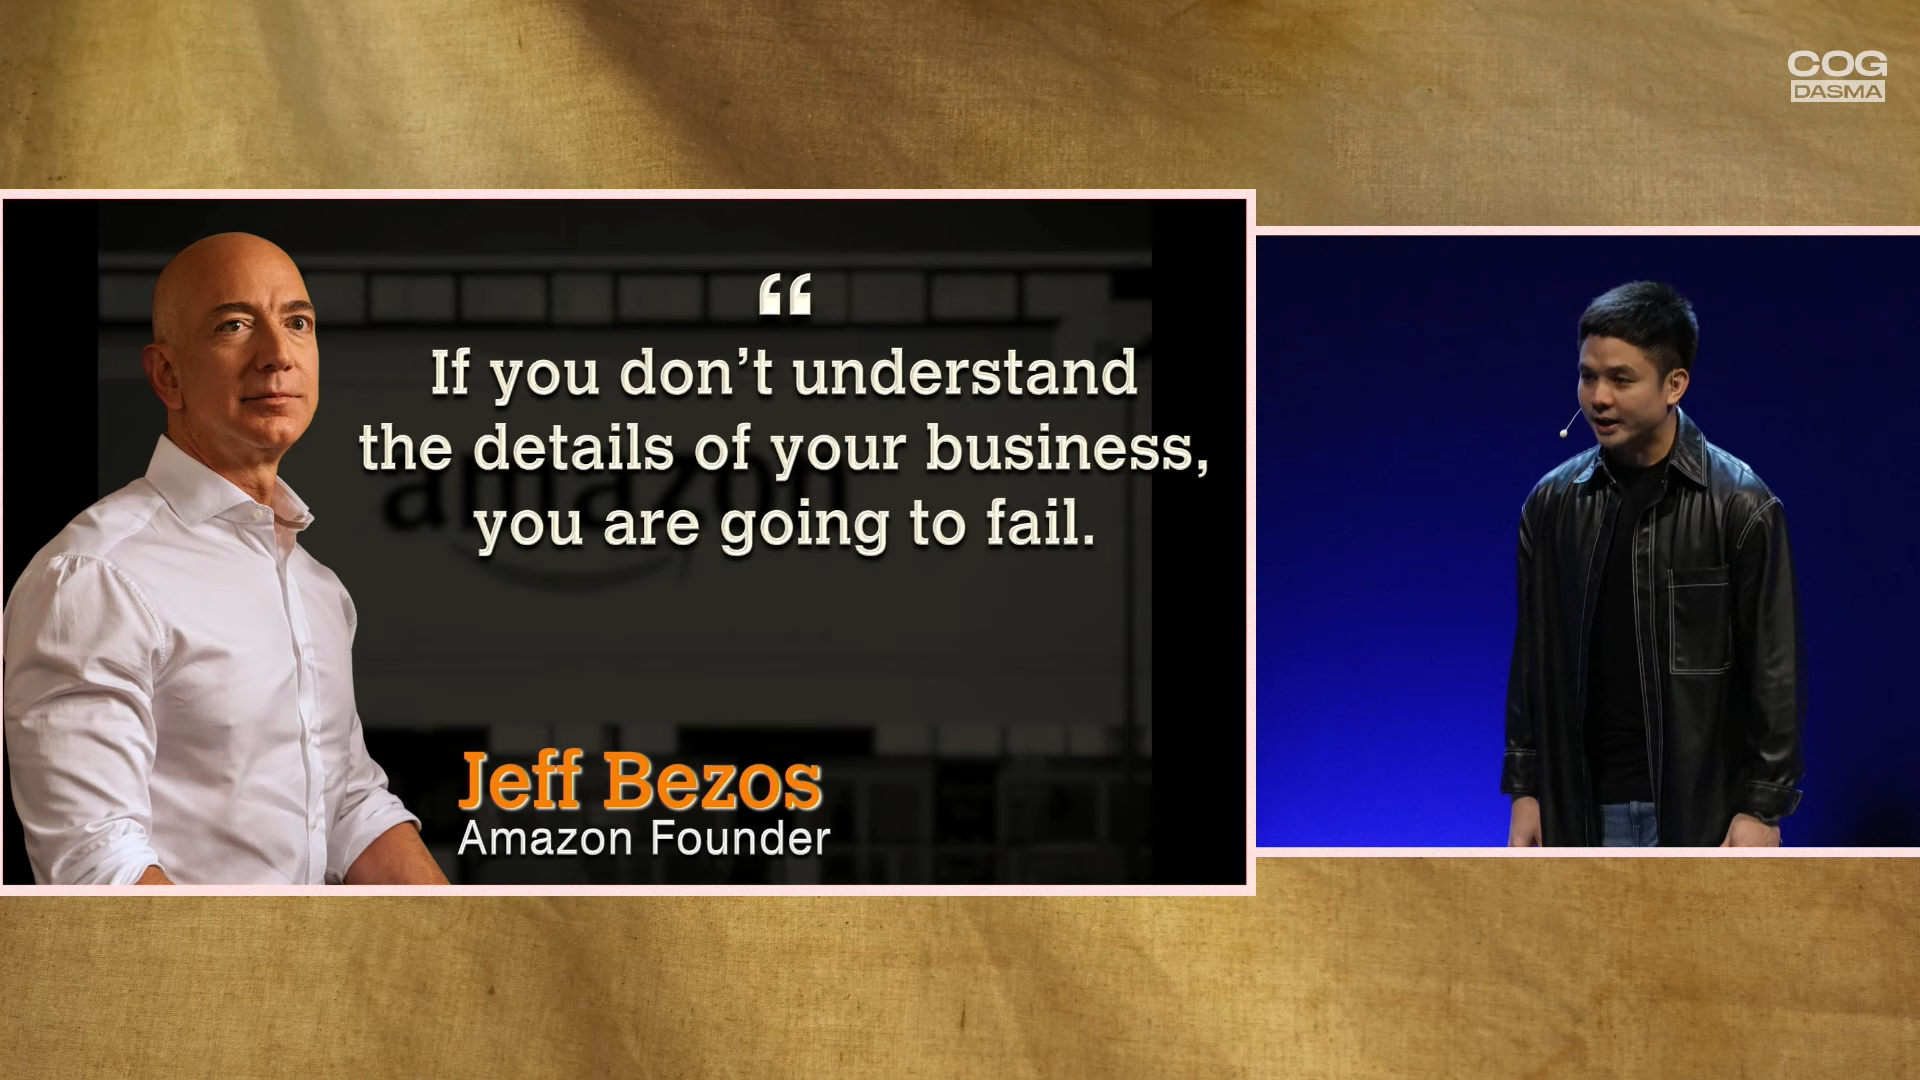 COG
DASMA
“
If you don’t understand
the details of your business,
you are going to fail.
amazon
Jeff Bezos
Amazon Founder